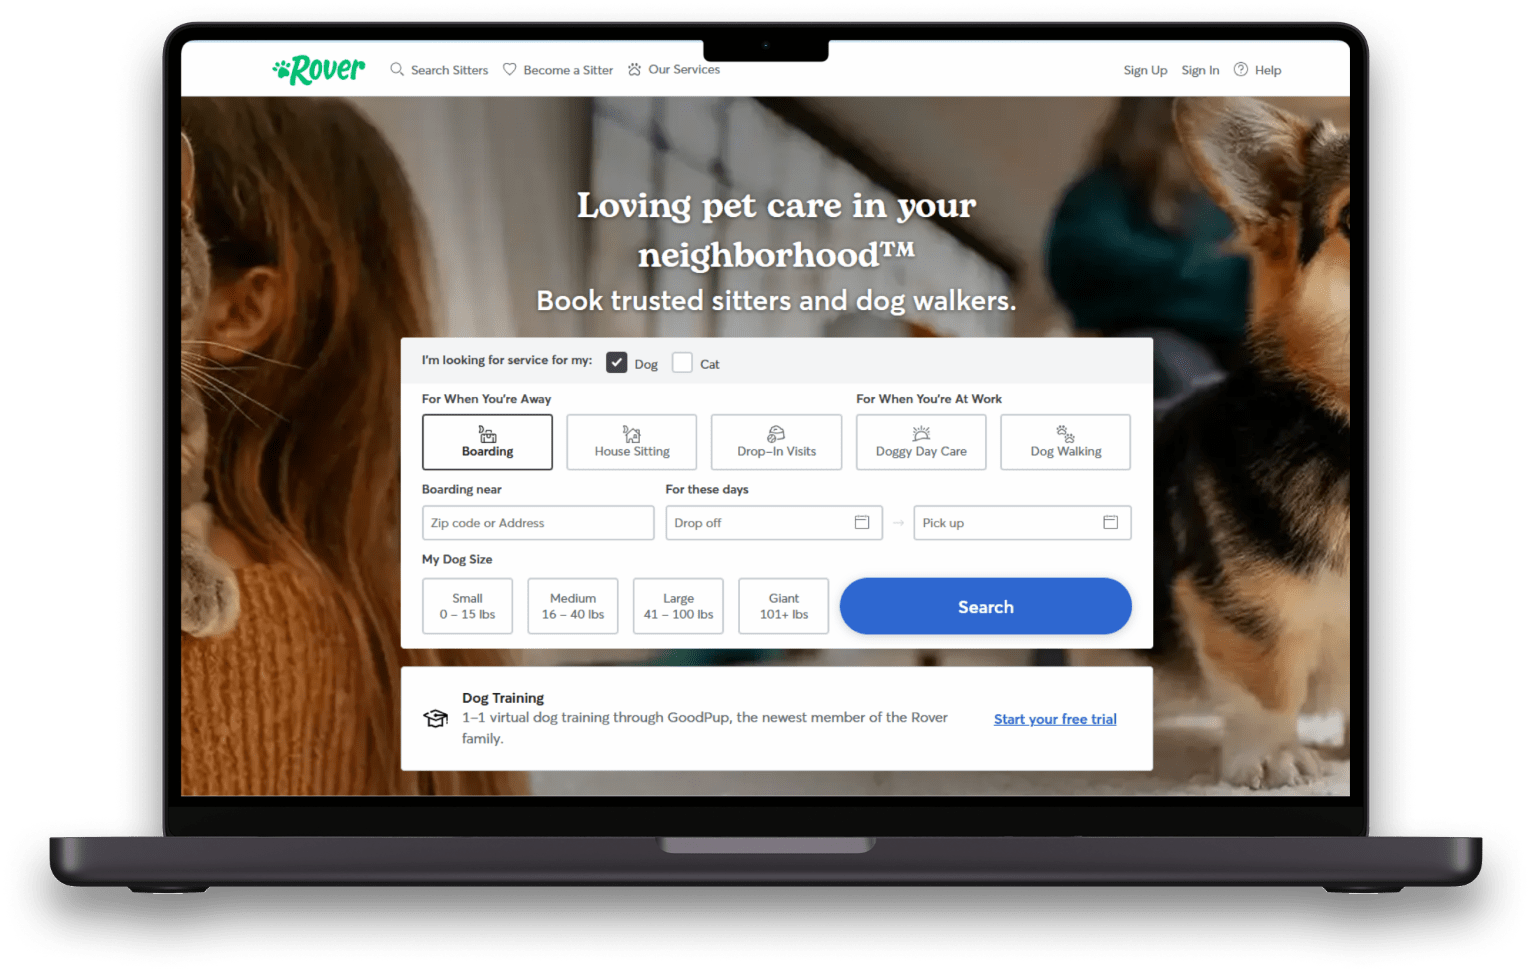 Rover
Search Sitters
Become a Sitter
Our Services
Sign Up
Sign In
Help
Loving pet care in your
neighborhood™
Book trusted sitters and dog walkers.
I'm looking for service for my:
Dog
Cat
For When You're Away
For When You're At Work
Boarding
House Sitting
Drop-In Visits
Doggy Day Care
Dog Walking
Boarding near
For these days
Zip code or Address
Drop off
→
Pick up
My Dog Size
Small
0 – 15 lbs
Medium
16 – 40 lbs
Large
41 – 100 lbs
Giant
101+ lbs
Search
Dog Training
1-1 virtual dog training through GoodPup, the newest member of the Rover
family.
Start your free trial